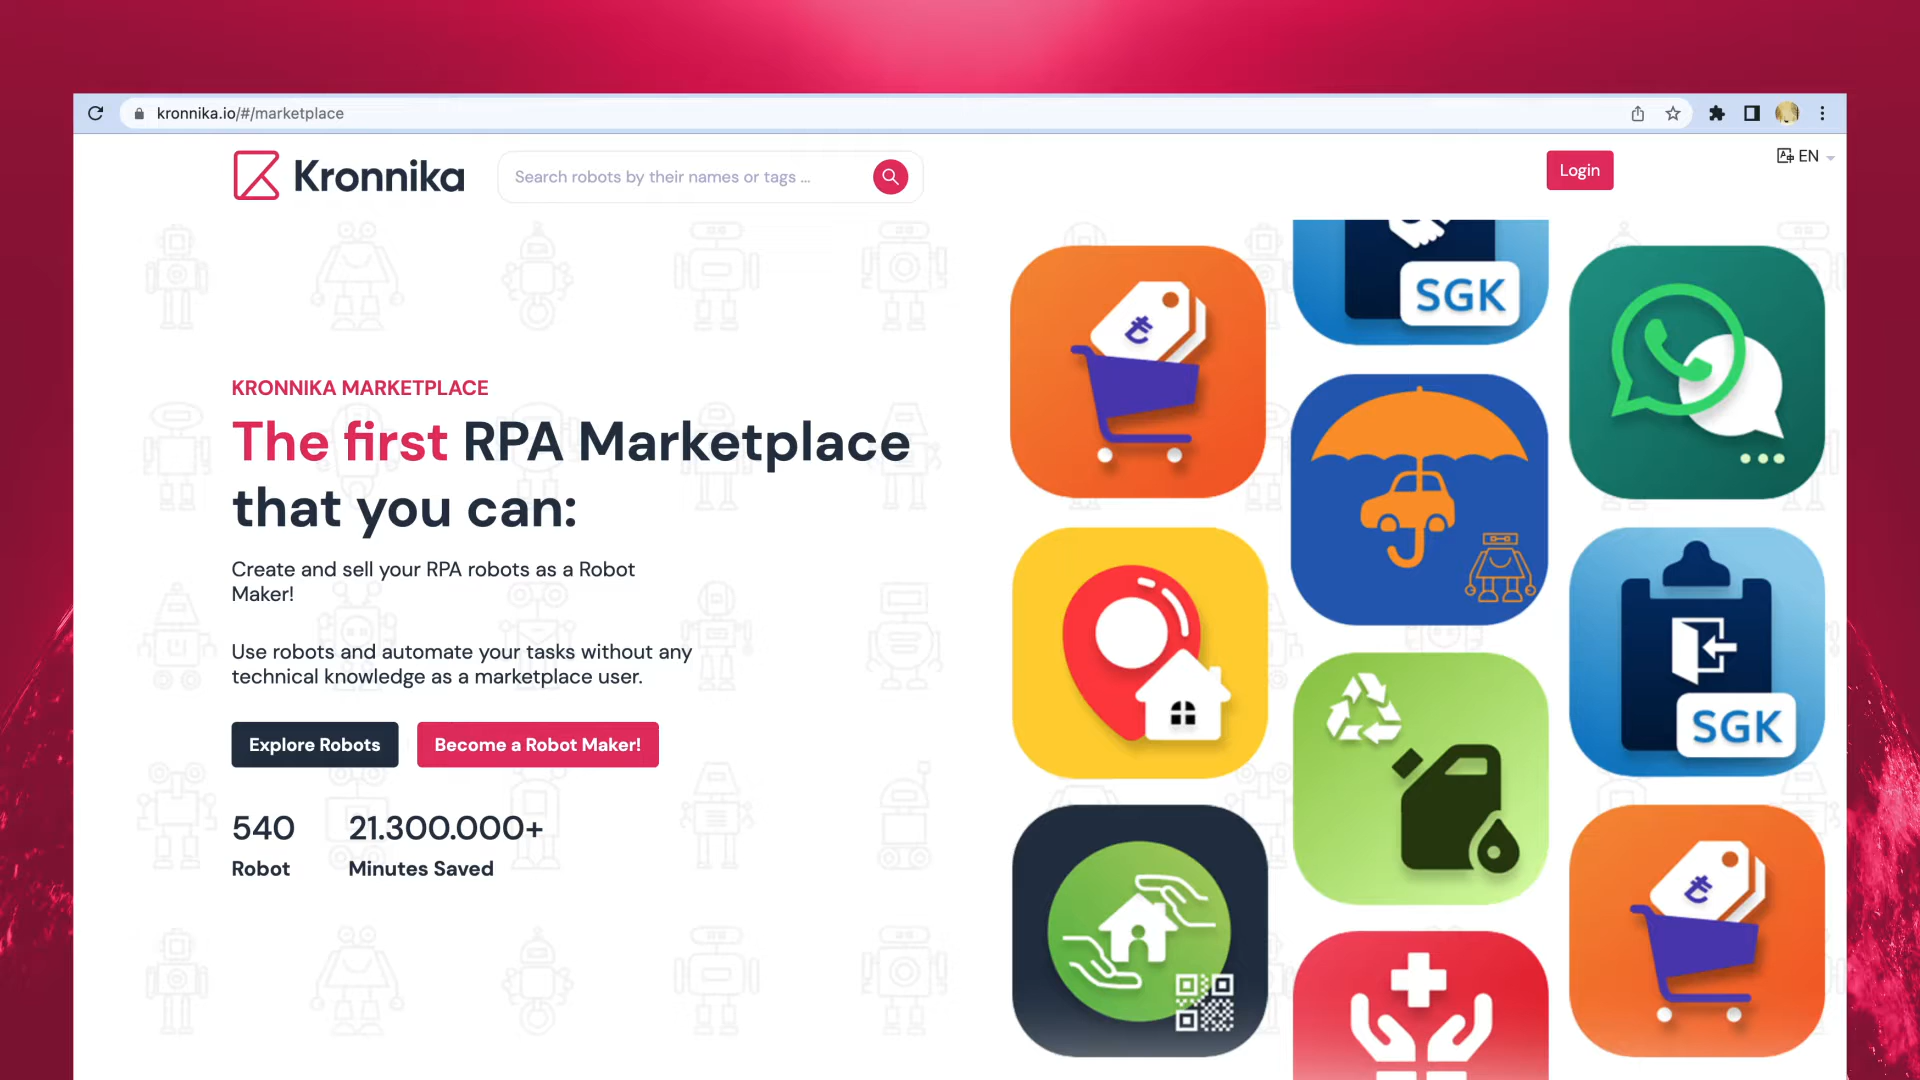 kronnika.io/#/marketplace
Kronnika
Search robots by their names or tags ...
Login
EN
SGK
KRONNIKA MARKETPLACE
The first RPA Marketplace
that you can:
Create and sell your RPA robots as a Robot
Maker!
Use robots and automate your tasks without any
technical knowledge as a marketplace user.
SGK
Explore Robots
Become a Robot Maker!
540
21.300.000+
Robot
Minutes Saved